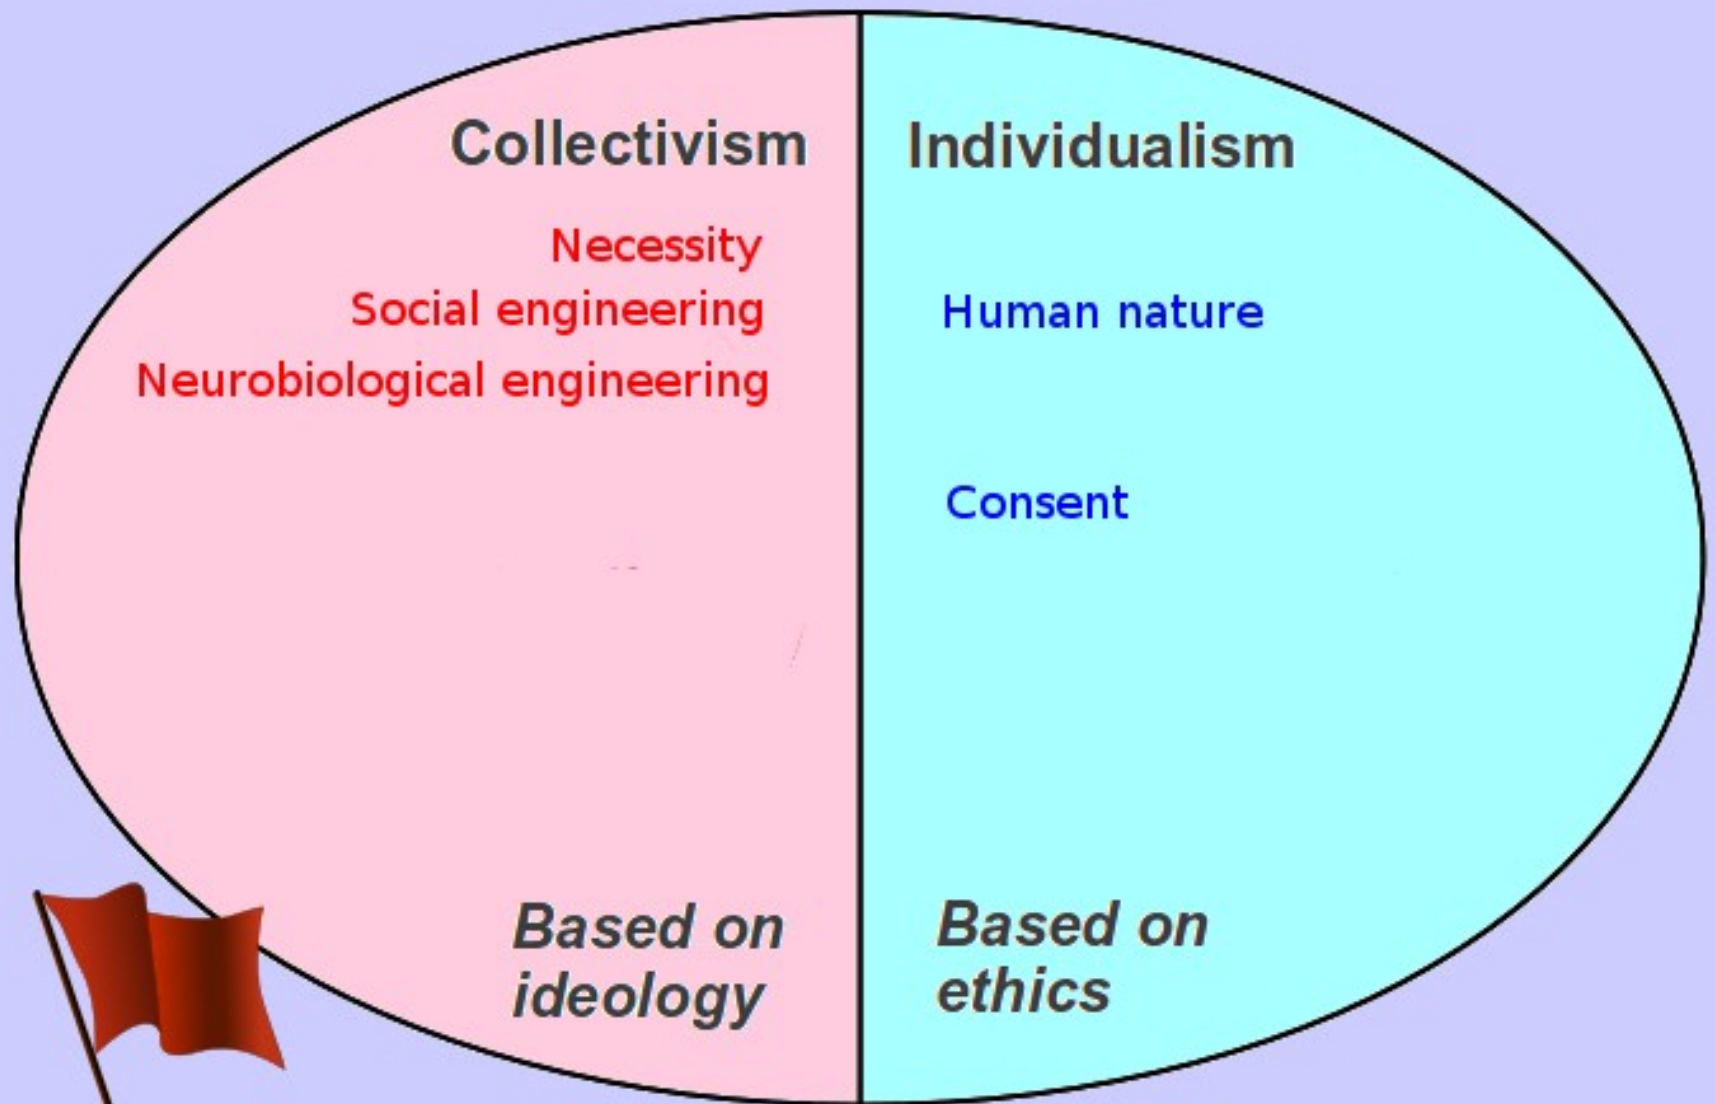 Collectivism
Necessity
Social engineering
Neurobiological engineering
Based on
ideology
Individualism
Human nature
Consent
Based on
ethics